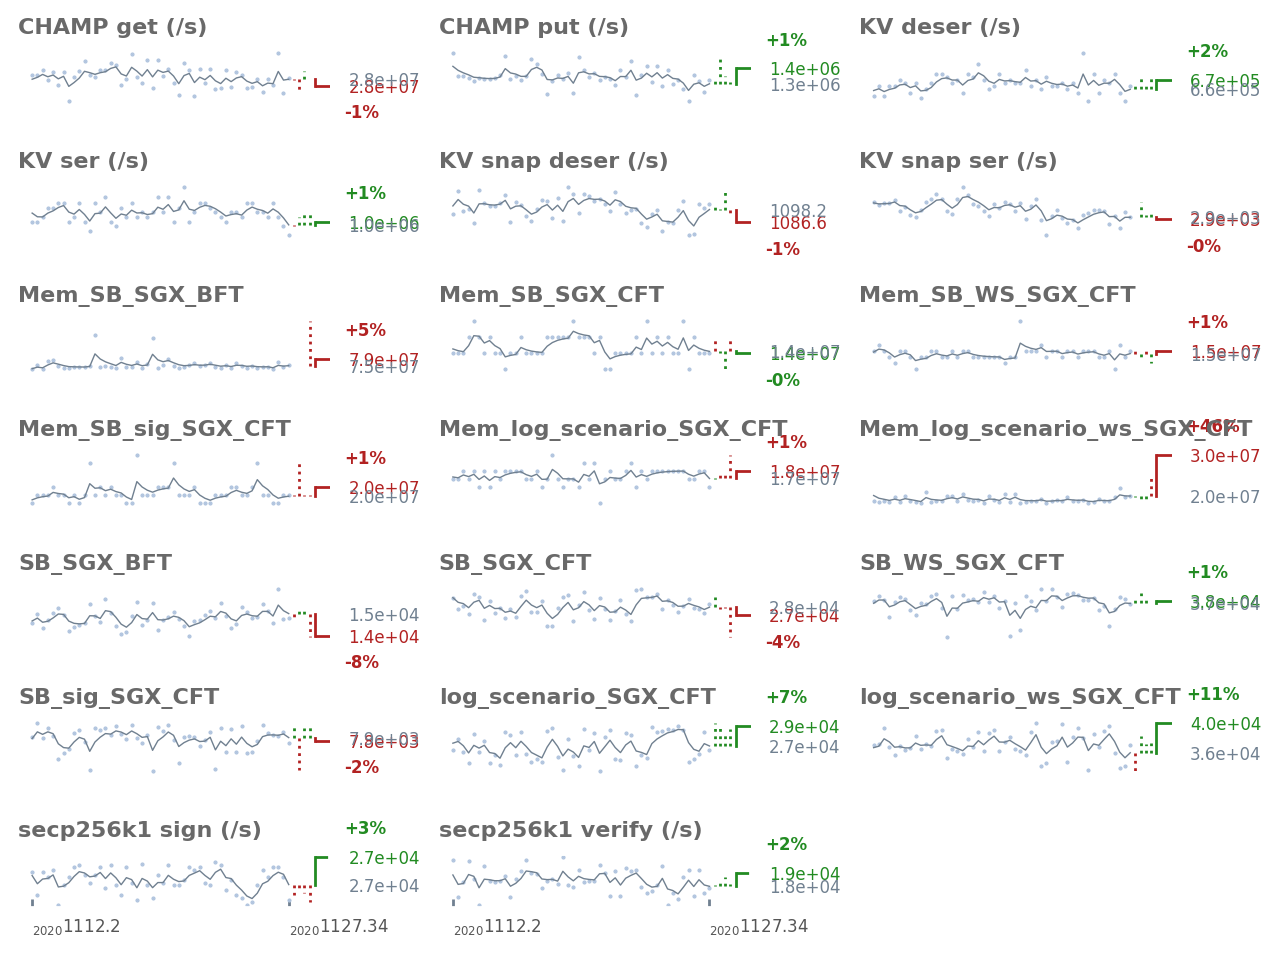 CHAMP get (/s)
2.8e+07
2.8e+07
-1%
CHAMP put (/s)
+1%
1.4e+06
1.3e+06
KV deser (/s)
+2%
6.7e+05
6.6e+05
KV ser (/s)
+1%
1.0e+06
1.0e+06
KV snap deser (/s)
1098.2
1086.6
-1%
KV snap ser (/s)
2.9e+03
2.9e+03
-0%
Mem_SB_SGX_BFT
+5%
7.9e+07
7.5e+07
Mem_SB_SGX_CFT
1.4e+07
1.4e+07
-0%
Mem_SB_WS_SGX_CFT
+1%
1.5e+07
1.5e+07
Mem_SB_sig_SGX_CFT
+1%
2.0e+07
2.0e+07
Mem_log_scenario_SGX_CFT
+1%
1.8e+07
1.7e+07
Mem_log_scenario_ws_SGX_CFT
+46%
3.0e+07
2.0e+07
SB_SGX_BFT
1.5e+04
1.4e+04
-8%
SB_SGX_CFT
2.8e+04
2.7e+04
-4%
SB_WS_SGX_CFT
+1%
3.8e+04
3.7e+04
SB_sig_SGX_CFT
7.9e+03
7.8e+03
-2%
log_scenario_SGX_CFT
+7%
2.9e+04
2.7e+04
log_scenario_ws_SGX_CFT
+11%
4.0e+04
3.6e+04
secp256k1 sign (/s)
+3%
2.7e+04
2.7e+04
2020 1112.2
2020 1127.34
secp256k1 verify (/s)
+2%
1.9e+04
1.8e+04
2020 1112.2
2020 1127.34